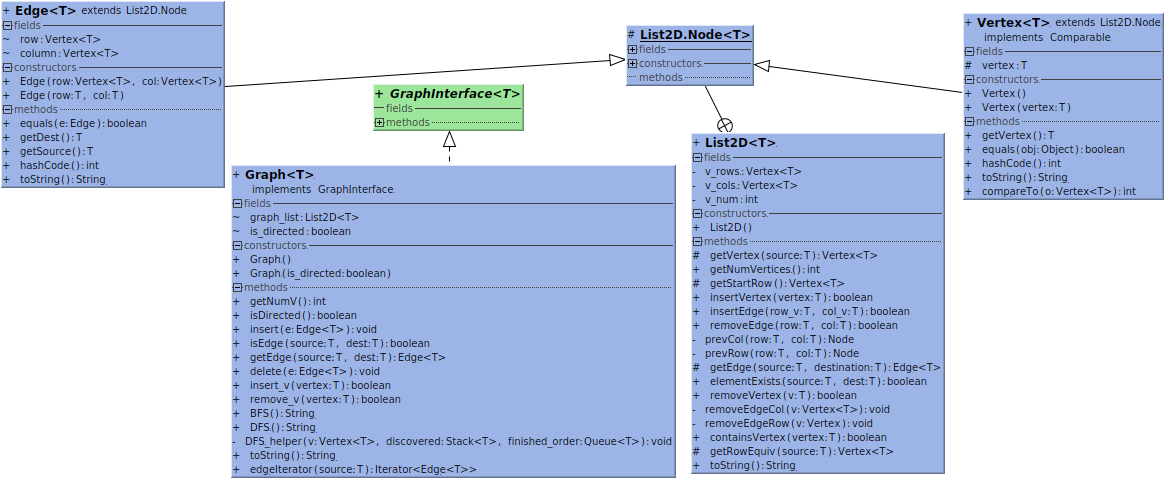 + Edge<T> extends List2D.Node
fields
~ row:Vertex<T>
~ column:Vertex<T>
constructors
+ Edge(row:Vertex<T>, col:Vertex<T>)
+ Edge(row:T, col:T)
methods
+ equals(e:Edge):boolean
+ getDest():T
+ getSource():T
+ hashCode():int
+ toString():String
+ GraphInterface<T>
fields
methods
+ Graph<T>
implements GraphInterface
fields
~ graph_list:List2D<T>
~ is_directed:boolean
constructors
+ Graph()
+ Graph(is_directed:boolean)
methods
+ getNumV():int
+ isDirected():boolean
+ insert(e:Edge<T>):void
+ isEdge(source:T, dest:T):boolean
+ getEdge(source:T, dest:T):Edge<T>
+ delete(e:Edge<T>):void
+ insert_v(vertex:T):boolean
+ remove_v(vertex:T):boolean
+ BFS():String
+ DFS():String
- DFS_helper(v:Vertex<T>, discovered:Stack<T>, finished_order:Queue<T>):void
+ toString():String
+ edgeIterator(source:T):Iterator<Edge<T>>
# List2D.Node<T>
fields
constructors
methods
+ List2D<T>
fields
- v_rows:Vertex<T>
- v_cols:Vertex<T>
- v_num:int
constructors
+ List2D()
methods
# getVertex(source:T):Vertex<T>
+ getNumVertices():int
# getStartRow():Vertex<T>
+ insertVertex(vertex:T):boolean
+ insertEdge(row_v:T, col_v:T):boolean
+ removeEdge(row:T, col:T):boolean
- prevCol(row:T, col:T):Node
- prevRow(row:T, col:T):Node
# getEdge(source:T, destination:T):Edge<T>
+ elementExists(source:T, dest:T):boolean
+ removeVertex(v:T):boolean
- removeEdgeCol(v:Vertex<T>):void
- removeEdgeRow(v:Vertex):void
+ containsVertex(vertex:T):boolean
# getRowEquiv(source:T):Vertex<T>
+ toString():String
+ Vertex<T> extends List2D.Node
implements Comparable
fields
# vertex:T
constructors
+ Vertex()
+ Vertex(vertex:T)
methods
+ getVertex():T
+ equals(obj:Object):boolean
+ hashCode():int
+ toString():String
+ compareTo(o:Vertex<T>):int